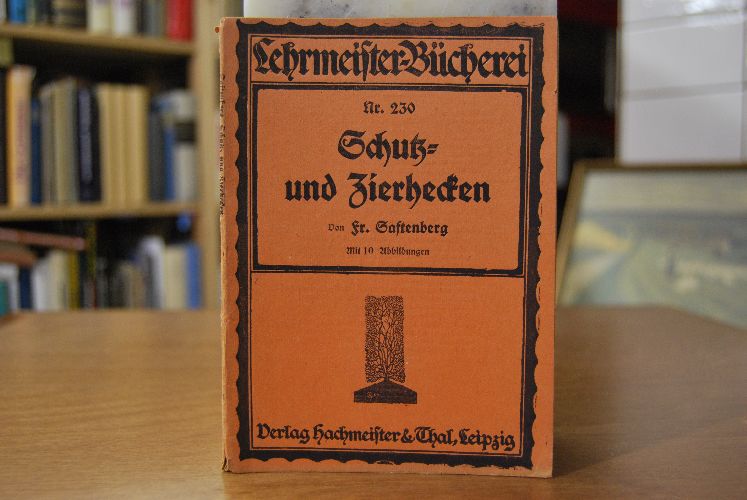 Lehrmeister-Bücherei
Nr. 230
Schutz-
und Zierhecken
Von Fr. Saftenberg
Mit 10 Abbildungen
Verlag Hachmeister & Thal, Leipzig